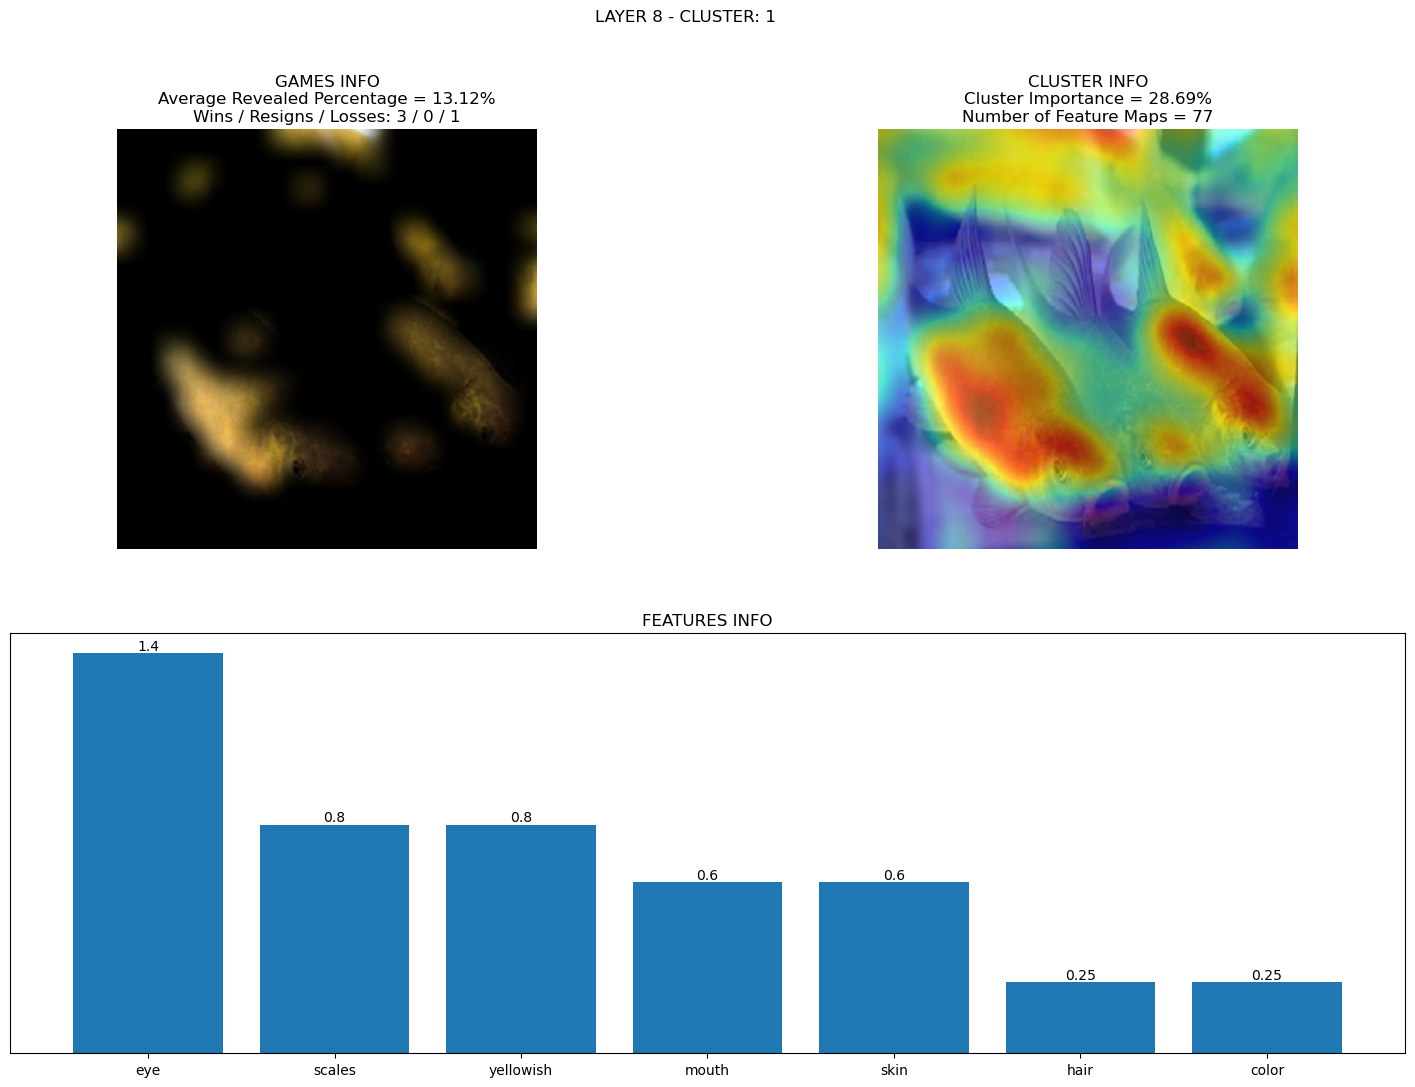 LAYER 8 - CLUSTER: 1
GAMES INFO
Average Revealed Percentage = 13.12%
Wins / Resigns / Losses: 3 / 0 / 1
CLUSTER INFO
Cluster Importance = 28.69%
Number of Feature Maps = 77
FEATURES INFO
1.4
0.8
0.8
0.6
0.6
0.25
0.25
eye
scales
yellowish
mouth
skin
hair
color